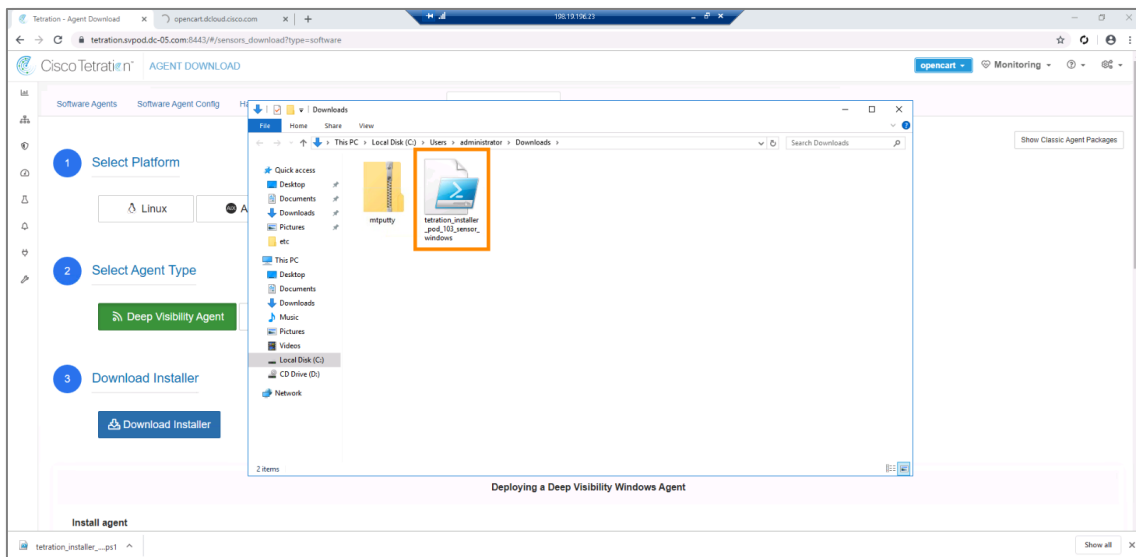 Tetration - Agent Download
opencart.dcloud.cisco.com
198.19.196.23
tetration.svpod.dc-05.com:8443/#/sensors_download?type=software
Cisco Tetration
AGENT DOWNLOAD
opencart
Monitoring
Software Agents
Software Agent Config
Show Classic Agent Packages
1
Select Platform
Linux
2
Select Agent Type
Deep Visibility Agent
3
Download Installer
Download Installer
Downloads
File
Home
Share
View
This PC > Local Disk (C:) > Users > administrator > Downloads >
Search Downloads
Quick access
Desktop
Documents
Downloads
Pictures
etc
This PC
Desktop
Documents
Downloads
Music
Pictures
Videos
Local Disk (C:)
CD Drive (D:)
Network
mtputty
tetration_installer
_pod_103_sensor_
windows
2 items
Deploying a Deep Visibility Windows Agent
Install agent
tetration_installer_....ps1
Show all